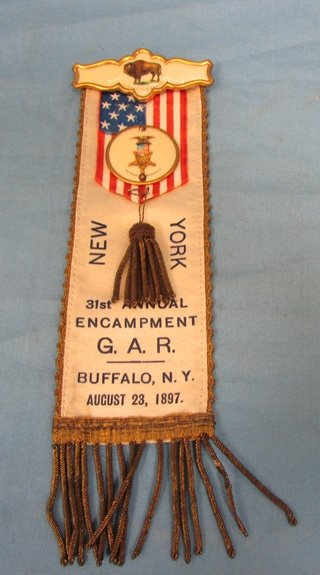 NEW YORK
31st ANNUAL
ENCAMPMENT
G. A. R.
BUFFALO, N. Y.
AUGUST 23, 1897.